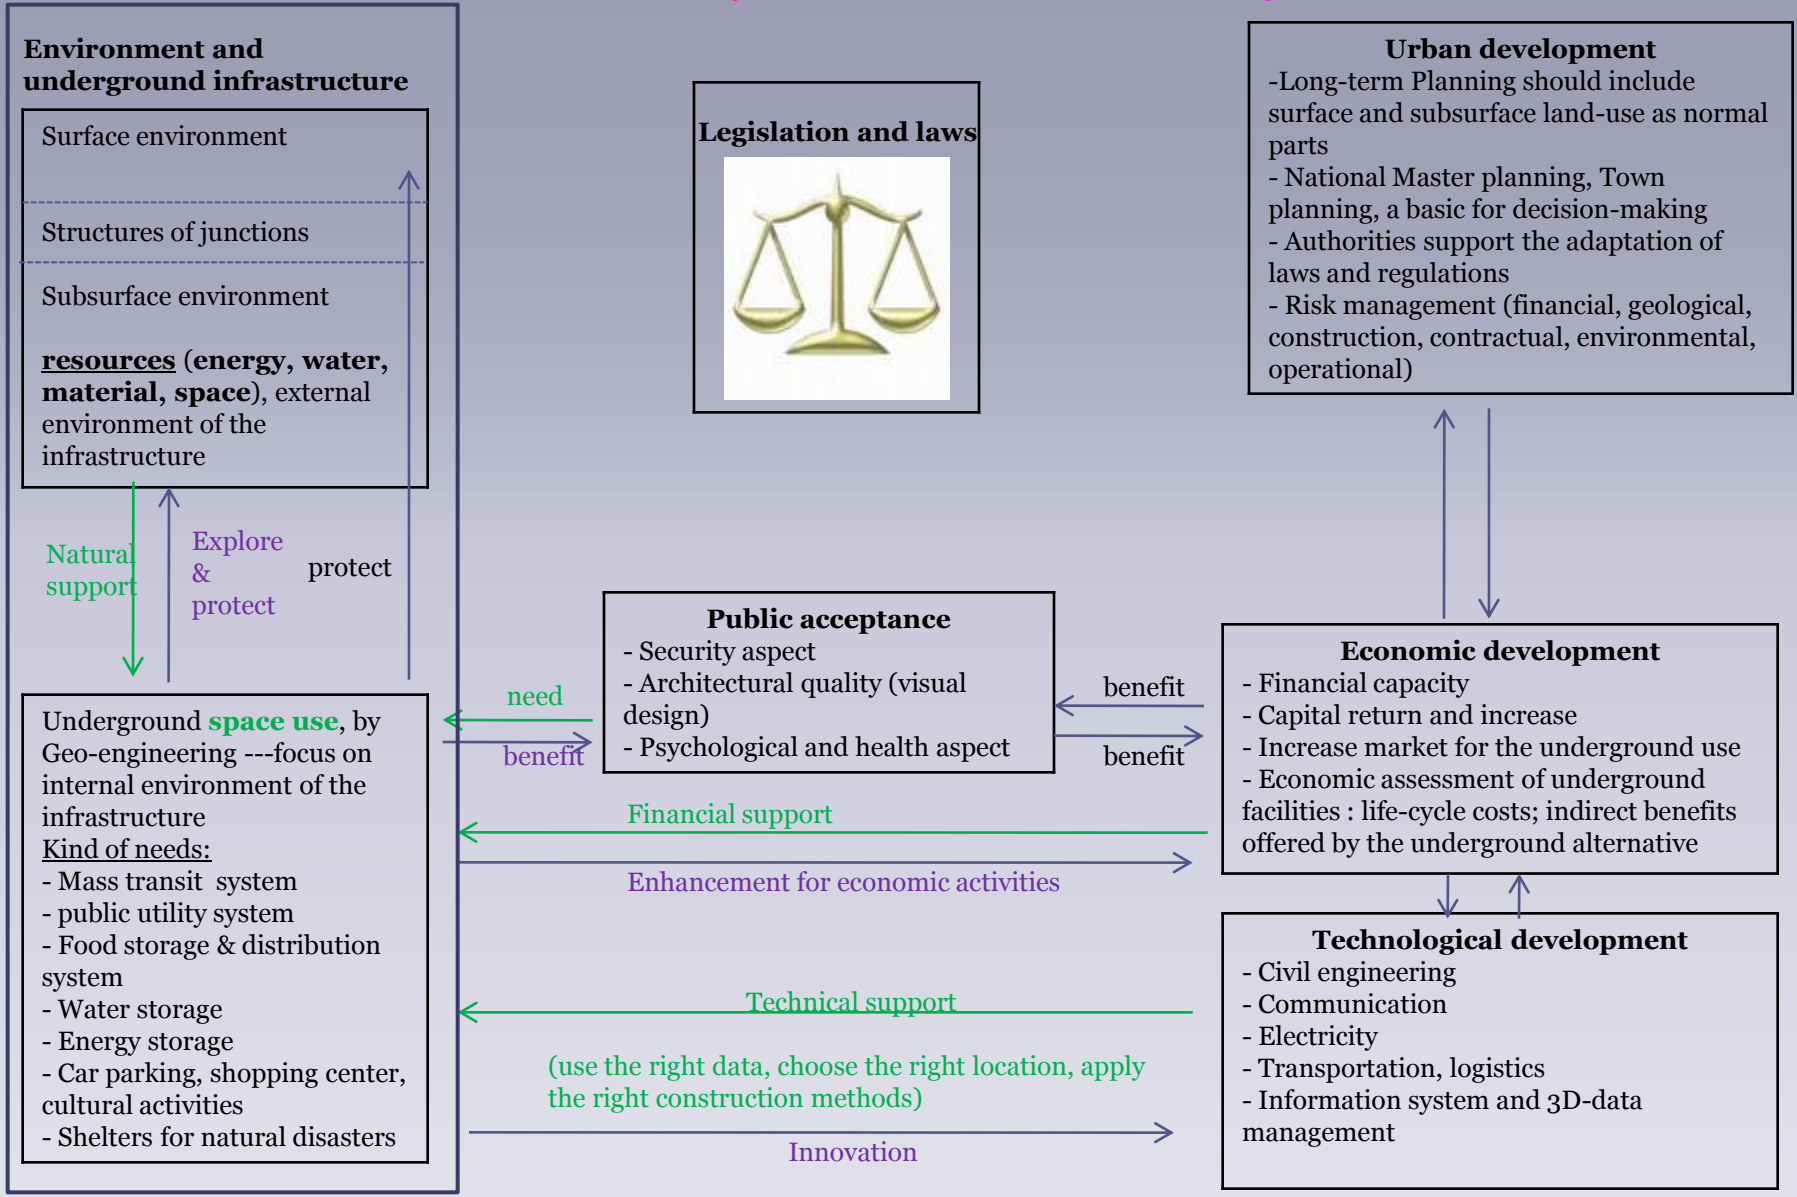 Environment and
underground infrastructure
Surface environment
Structures of junctions
Subsurface environment
resources (energy, water,
material, space), external
environment of the
infrastructure
Natural
support
Explore
&
protect
protect
Underground space use, by
Geo-engineering ---focus on
internal environment of the
infrastructure
Kind of needs:
- Mass transit system
- public utility system
- Food storage & distribution
system
- Water storage
- Energy storage
- Car parking, shopping center,
cultural activities
- Shelters for natural disasters
Legislation and laws
need
benefit
Public acceptance
- Security aspect
- Architectural quality (visual
design)
- Psychological and health aspect
benefit
benefit
Financial support
Enhancement for economic activities
Technical support
(use the right data, choose the right location, apply
the right construction methods)
Innovation
Urban development
-Long-term Planning should include
surface and subsurface land-use as normal
parts
- National Master planning, Town
planning, a basic for decision-making
- Authorities support the adaptation of
laws and regulations
- Risk management (financial, geological,
construction, contractual, environmental,
operational)
Economic development
- Financial capacity
- Capital return and increase
- Increase market for the underground use
- Economic assessment of underground
facilities : life-cycle costs; indirect benefits
offered by the underground alternative
Technological development
- Civil engineering
- Communication
- Electricity
- Transportation, logistics
- Information system and 3D-data
management